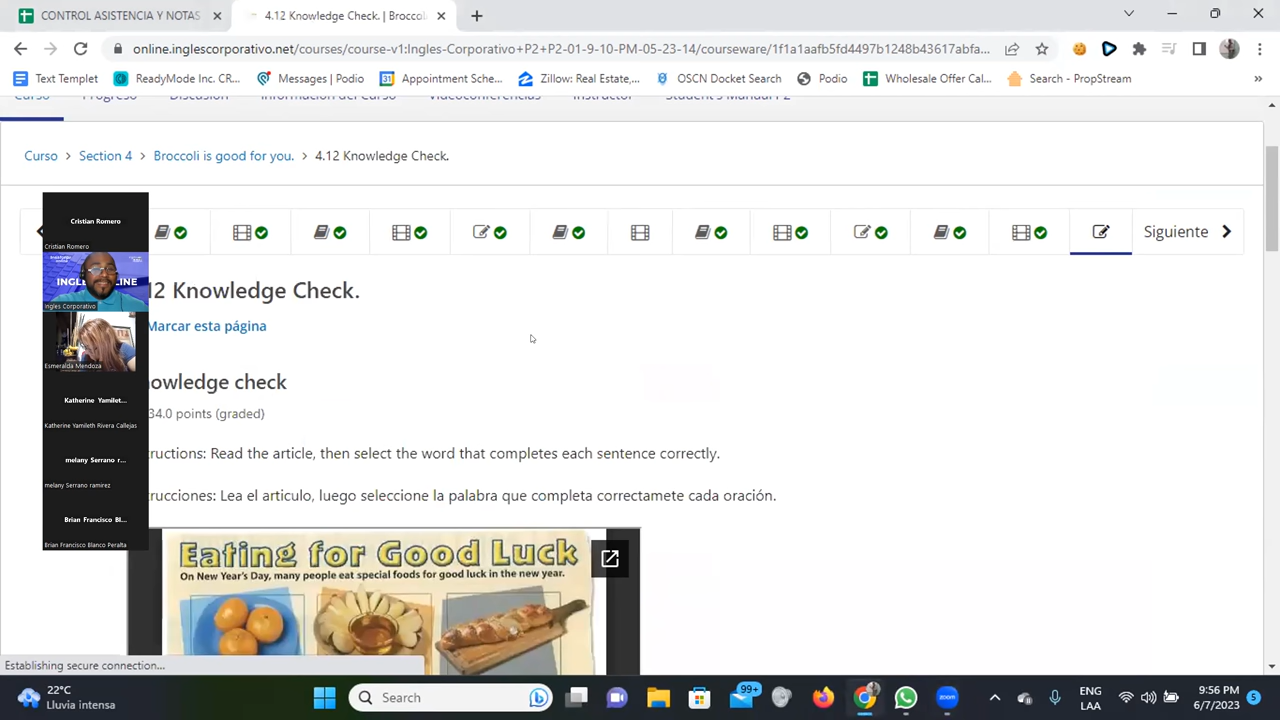 CONTROL ASISTENCIA Y NOTAS
4.12 Knowledge Check. | Broccoli
online.inglescorporativo.net/courses/course-v1:Ingles-Corporativo+P2+P2-01-9-10-PM-05-23-14/courseware/1f1a1aafb5fd4497b1248b43617abfa...
Text Templet
ReadyMode Inc. CR...
Messages | Podio
Appointment Sche...
Zillow: Real Estate,...
OSCN Docket Search
Podio
Wholesale Offer Cal...
Search - PropStream
»
Curso
Progreso
Discusión
Información del Curso
Videoconferencias
Instructor
Student's Manual P2
Curso > Section 4 > Broccoli is good for you. > 4.12 Knowledge Check.
Siguiente
12 Knowledge Check.
Marcar esta página
nowledge check
34.0 points (graded)
tructions: Read the article, then select the word that completes each sentence correctly.
trucciones: Lea el articulo, luego seleccione la palabra que completa correctamete cada oración.
Cristian Romero
Cristian Romero
INGLE
LINE
Ingles Corporativo
Esmeralda Mendoza
Katherine Yamilet...
Katherine Yamileth Rivera Callejas
melany Serrano r...
melany Serrano ramirez
Brian Francisco Bl...
Brian Francisco Blanco Peralta
Eating for Good Luck
On New Year's Day, many people eat special foods for good luck in the new year.
Establishing secure connection...
22°C
Lluvia intensa
Search
99+
ENG
LAA
9:56 PM
6/7/2023
5